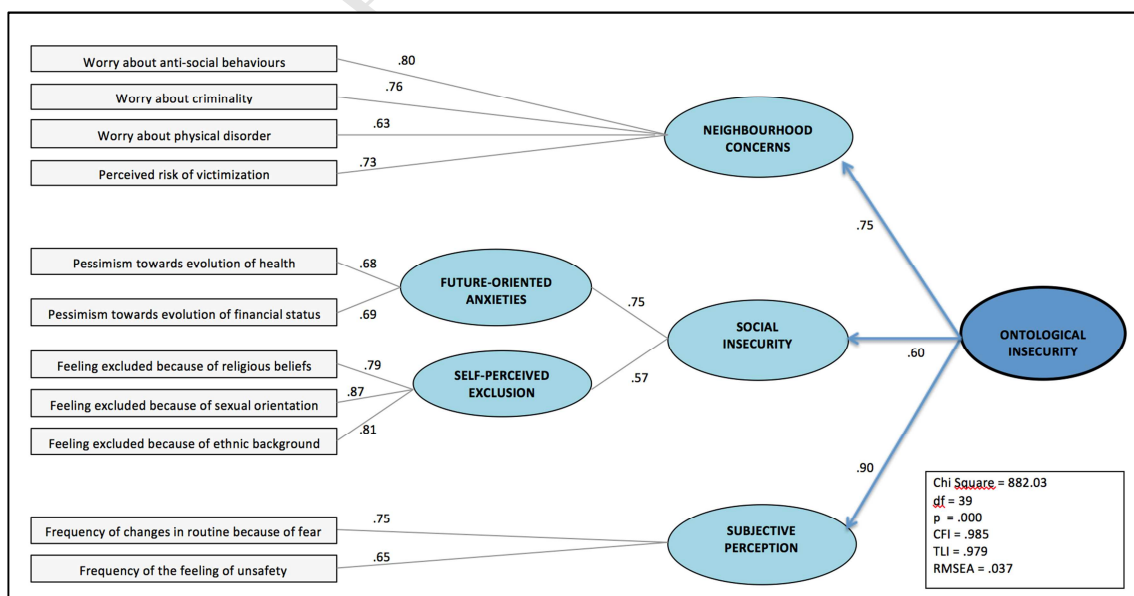 Worry about anti-social behaviours
.80
Worry about criminality
.76
NEIGHBOURHOOD
CONCERNS
Worry about physical disorder
.63
Perceived risk of victimization
.73
.75
Pessimism towards evolution of health
.68
FUTURE-ORIENTED
ANXIETIES
.75
Pessimism towards evolution of financial status
.69
SOCIAL
INSECURITY
.60
ONTOLOGICAL
INSECURITY
Feeling excluded because of religious beliefs
.79
SELF-PERCEIVED
EXCLUSION
.57
Feeling excluded because of sexual orientation
.87
Feeling excluded because of ethnic background
.81
.90
Frequency of changes in routine because of fear
.75
SUBJECTIVE
PERCEPTION
Frequency of the feeling of unsafety
.65
Chi Square = 882.03
df = 39
p = .000
CFI = .985
TLI = .979
RMSEA = .037